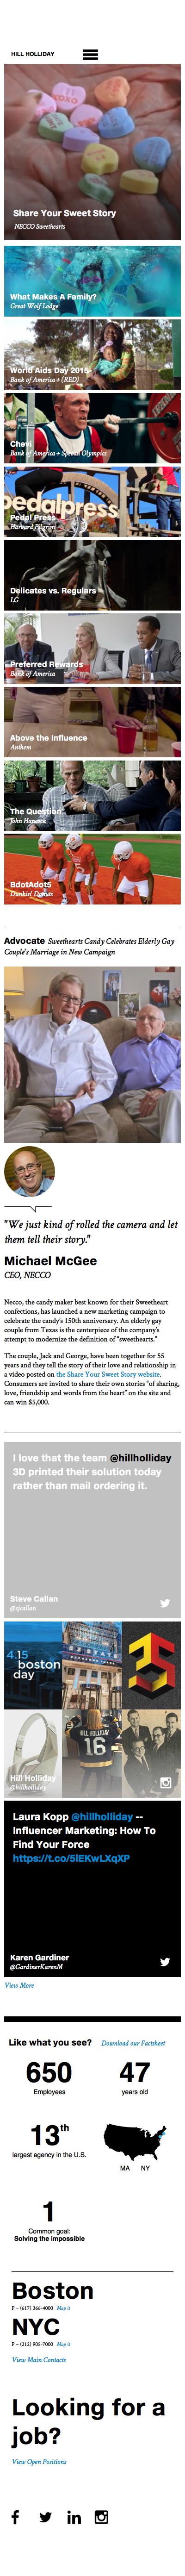 HILL HOLLIDAY
Share Your Sweet Story
NECCO Sweethearts
What Makes A Family?
Great Wolf Lodge
World Aids Day 2015
Bank of America + (RED)
Chevi
Bank of America + Special Olympics
pedalpress
Pedal Press
Harvard Pilgrim
Delicates vs. Regulars
LG
Preferred Rewards
Bank of America
Above the Influence
Anthem
The Question
John Hancock
BdotAdot5
Dunkin' Donuts
Advocate Sweethearts Candy Celebrates Elderly Gay
Couple's Marriage in New Campaign
"We just kind of rolled the camera and let
them tell their story."
Michael McGee
CEO, NECCO
Necco, the candy maker best known for their Sweetheart
confections, has launched a new marketing campaign to
celebrate the candy's 150th anniversary. An elderly gay
couple from Texas is the centerpiece of the company's
attempt to modernize the definition of "sweethearts."
The couple, Jack and George, have been together for 55
years and they tell the story of their love and relationship in
a video posted on the Share Your Sweet Story website.
Consumers are invited to share their own stories "of sharing,
love, friendship and words from the heart" on the site and
can win $5,000.
I love that the team @hillholliday
3D printed their solution today
rather than mail ordering it.
Steve Callan
@sjcallan
4.15
boston
day
35
HILL HOLLIDAY
16
Hill Holliday
@hillholliday
Laura Kopp @hillholliday --
Influencer Marketing: How To
Find Your Force
https://t.co/5lEKwLXqXP
Karen Gardiner
@GardinerKarenM
View More
Like what you see? Download our Factsheet
650
Employees
47
years old
13th
largest agency in the U.S.
MA NY
1
Common goal:
Solving the impossible
Boston
P – (617) 366-4000 Map it
NYC
P – (212) 905-7000 Map it
View Main Contacts
Looking for a
job?
View Open Positions